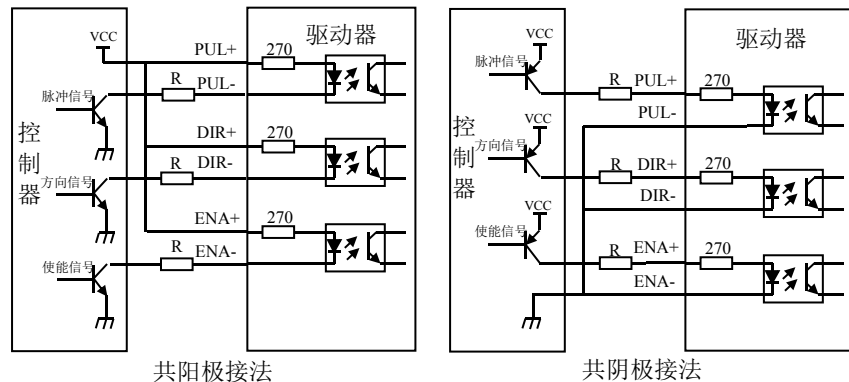 VCC
PUL+
270
驱动器
R
PUL-
脉冲信号
控制器
DIR+
270
R
DIR-
方向信号
ENA+
270
R
ENA-
使能信号
共阳极接法
VCC
驱动器
脉冲信号
R
PUL+
270
控制器
PUL-
VCC
方向信号
R
DIR+
270
DIR-
VCC
使能信号
R
ENA+
270
ENA-
共阴极接法